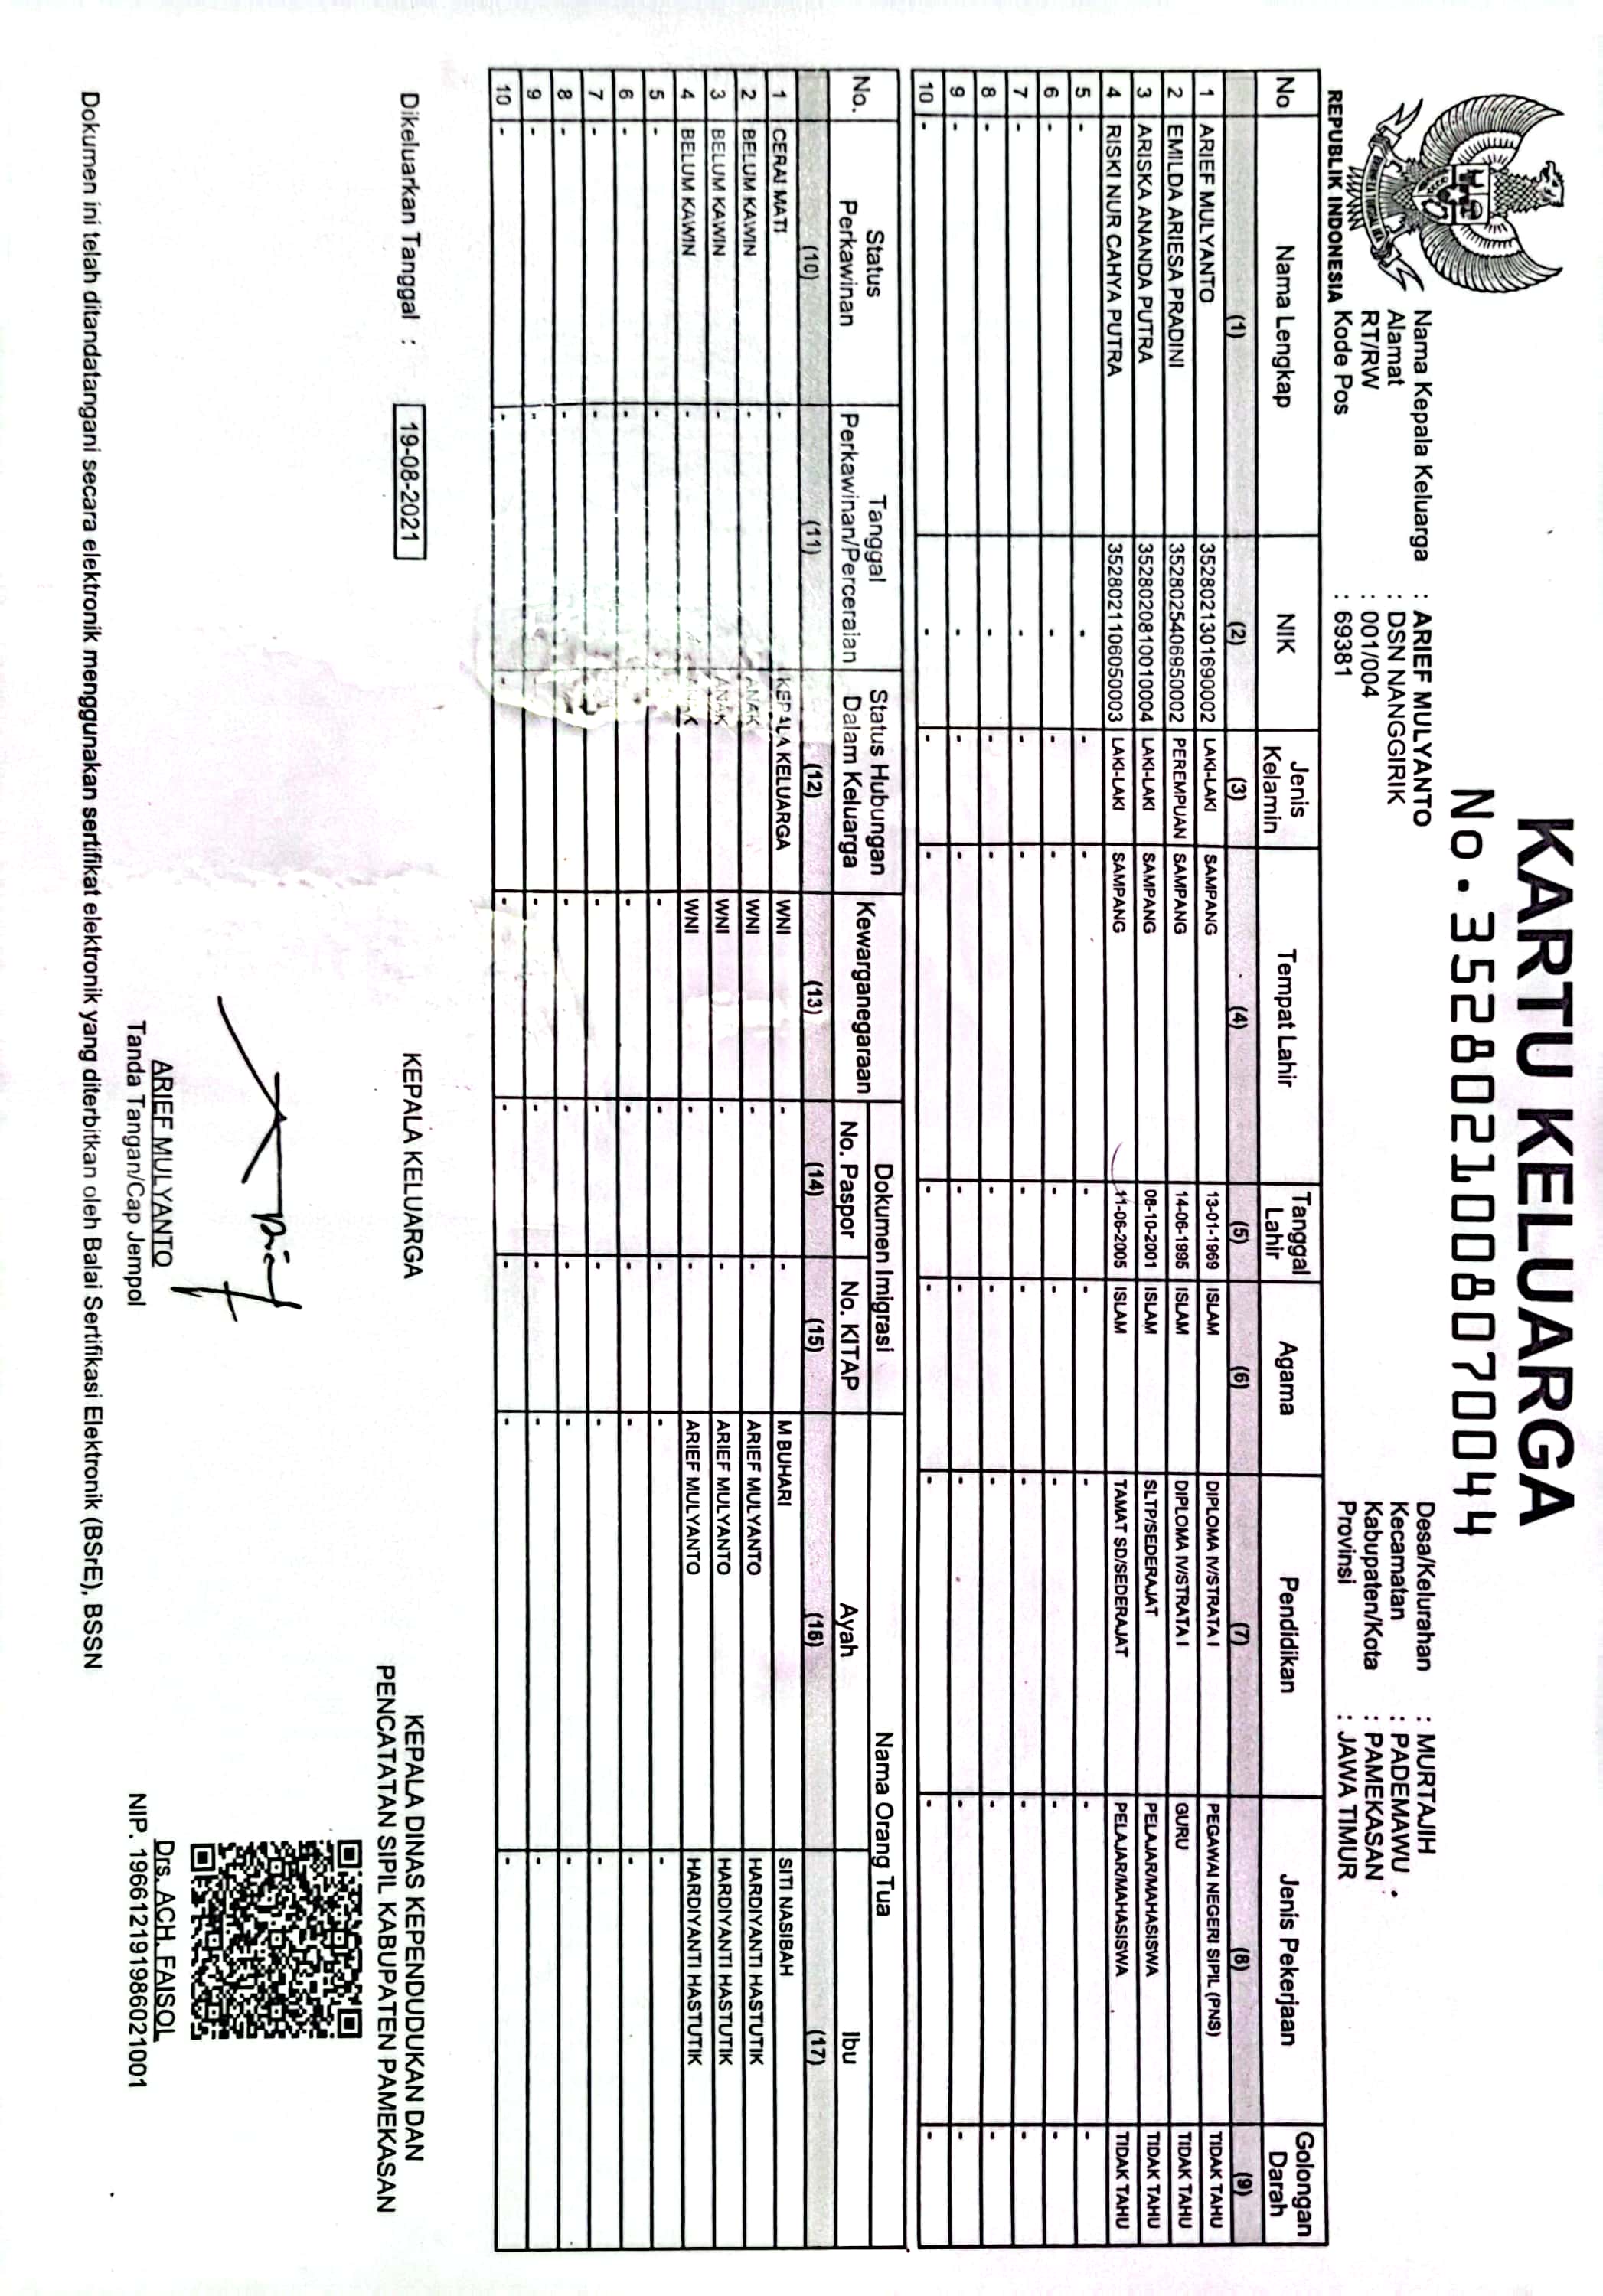 KARTU KELUARGA
No. 3528021008070044
REPUBLIK INDONESIA
Nama Kepala Keluarga : ARIEF MULYANTO
Alamat : DSN NANGGIRIK
RT/RW : 001/004
Kode Pos : 69381
Desa/Kelurahan : MURTAJIH
Kecamatan : PADEMAWU
Kabupaten/Kota : PAMEKASAN
Provinsi : JAWA TIMUR
No Nama Lengkap NIK Jenis Kelamin Tempat Lahir Tanggal Lahir Agama Pendidikan Jenis Pekerjaan Golongan Darah
(1) (2) (3) (4) (5) (6) (7) (8) (9)
1 ARIEF MULYANTO 3528021301690002 LAKI-LAKI SAMPANG 13-01-1969 ISLAM DIPLOMA IV/STRATA I PEGAWAI NEGERI SIPIL (PNS) TIDAK TAHU
2 EMILDA ARIESA PRADINI 3528025406950002 PEREMPUAN SAMPANG 14-06-1995 ISLAM DIPLOMA IV/STRATA I GURU TIDAK TAHU
3 ARISKA ANANDA PUTRA 3528020810010004 LAKI-LAKI SAMPANG 08-10-2001 ISLAM SLTP/SEDERAJAT PELAJAR/MAHASISWA TIDAK TAHU
4 RISKI NUR CAHYA PUTRA 3528021106050003 LAKI-LAKI SAMPANG 11-06-2005 ISLAM TAMAT SD/SEDERAJAT PELAJAR/MAHASISWA TIDAK TAHU
5 - - - - - - - - -
6 - - - - - - - - -
7 - - - - - - - - -
8 - - - - - - - - -
9 - - - - - - - - -
10 - - - - - - - - -
No. Status Perkawinan Tanggal Perkawinan/Perceraian Status Hubungan Dalam Keluarga Kewarganegaraan Dokumen Imigrasi Nama Orang Tua
No. Paspor No. KITAP Ayah Ibu
(10) (11) (12) (13) (14) (15) (16) (17)
1 CERAI MATI - KEPALA KELUARGA WNI - - M BUHARI SITI NASIBAH
2 BELUM KAWIN - ANAK WNI - - ARIEF MULYANTO HARDIYANTI HASTUTIK
3 BELUM KAWIN - ANAK WNI - - ARIEF MULYANTO HARDIYANTI HASTUTIK
4 BELUM KAWIN - ANAK WNI - - ARIEF MULYANTO HARDIYANTI HASTUTIK
5 - - - - - - -
6 - - - - - - -
7 - - - - - - -
8 - - - - - - -
9 - - - - - - -
10 - - - - - - - -
Dikeluarkan Tanggal : 19-08-2021
KEPALA KELUARGA
ARIEF MULYANTO
Tanda Tangan/Cap Jempol
KEPALA DINAS KEPENDUDUKAN DAN
PENCATATAN SIPIL KABUPATEN PAMEKASAN
Drs. ACH. FAISOL
NIP. 196612191986021001
Dokumen ini telah ditandatangani secara elektronik menggunakan sertifikat elektronik yang diterbitkan oleh Balai Sertifikasi Elektronik (BSrE), BSSN